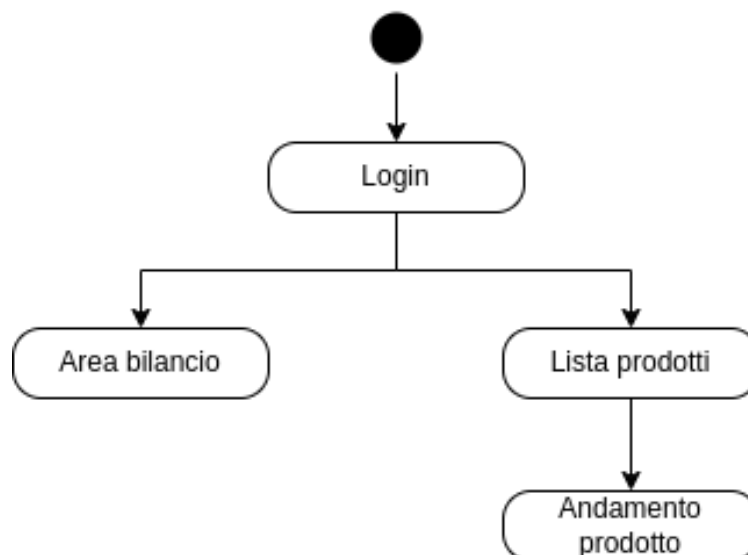 Login
Area bilancio
Lista prodotti
Andamento
prodotto